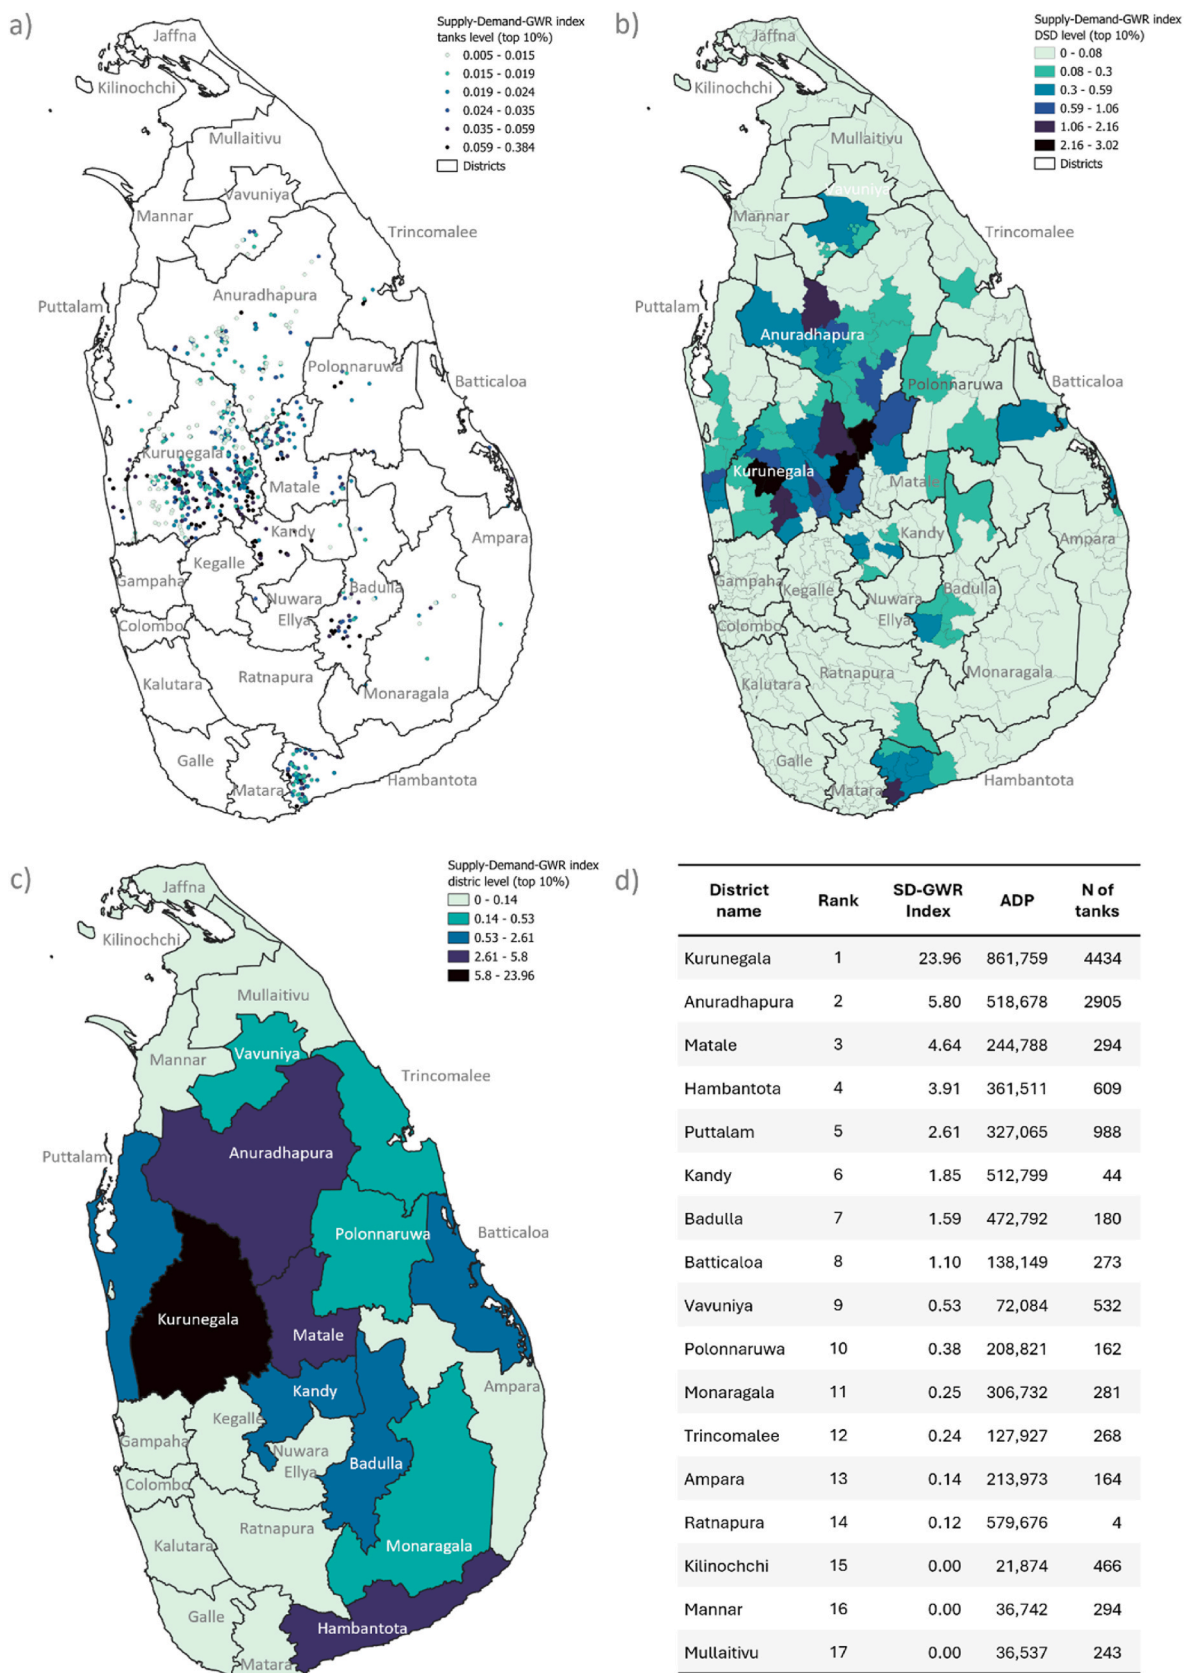 a)
Supply-Demand-GWR index
tanks level (top 10%)
0.005 - 0.015
0.015 - 0.019
0.019 - 0.024
0.024 - 0.035
0.035 - 0.059
0.059 - 0.384
Districts
Jaffna
Kilinochchi
Mullaitivu
Vavuniya
Mannar
Trincomalee
Anuradhapura
Puttalam
Polonnaruwa
Batticaloa
Kurunegala
Matale
Kandy
Ampara
Kegalle
Gampaha
Badulla
Nuwara
Ellya
Colombo
Ratnapura
Kalutara
Monaragala
Galle
Matara
Hambantota
b)
Supply-Demand-GWR index
DSD level (top 10%)
0 - 0.08
0.08 - 0.3
0.3 - 0.59
0.59 - 1.06
1.06 - 2.16
2.16 - 3.02
Districts
Jaffna
Kilinochchi
Mullaitivu
Vavuniya
Mannar
Trincomalee
Puttalam
Anuradhapura
Polonnaruwa
Batticaloa
Kurunegala
Matale
Kandy
Ampara
Gampaha
Kegalle
Badulla
Nuwara
Ellya
Colombo
Ratnapura
Monaragala
Kalutara
Galle
Matara
Hambantota
c)
Supply-Demand-GWR index
distric level (top 10%)
0 - 0.14
0.14 - 0.53
0.53 - 2.61
2.61 - 5.8
5.8 - 23.96
Jaffna
Kilinochchi
Mullaitivu
Vavuniya
Mannar
Trincomalee
Anuradhapura
Puttalam
Polonnaruwa
Batticaloa
Kurunegala
Matale
Kandy
Ampara
Kegalle
Gampaha
Nuwara
Ellya
Badulla
Colombo
Ratnapura
Kalutara
Monaragala
Galle
Hambantota
Matara
d)
District name Rank SD-GWR Index ADP N of tanks
Kurunegala 1 23.96 861,759 4434
Anuradhapura 2 5.80 518,678 2905
Matale 3 4.64 244,788 294
Hambantota 4 3.91 361,511 609
Puttalam 5 2.61 327,065 988
Kandy 6 1.85 512,799 44
Badulla 7 1.59 472,792 180
Batticaloa 8 1.10 138,149 273
Vavuniya 9 0.53 72,084 532
Polonnaruwa 10 0.38 208,821 162
Monaragala 11 0.25 306,732 281
Trincomalee 12 0.24 127,927 268
Ampara 13 0.14 213,973 164
Ratnapura 14 0.12 579,676 4
Kilinochchi 15 0.00 21,874 466
Mannar 16 0.00 36,742 294
Mullaitivu 17 0.00 36,537 243